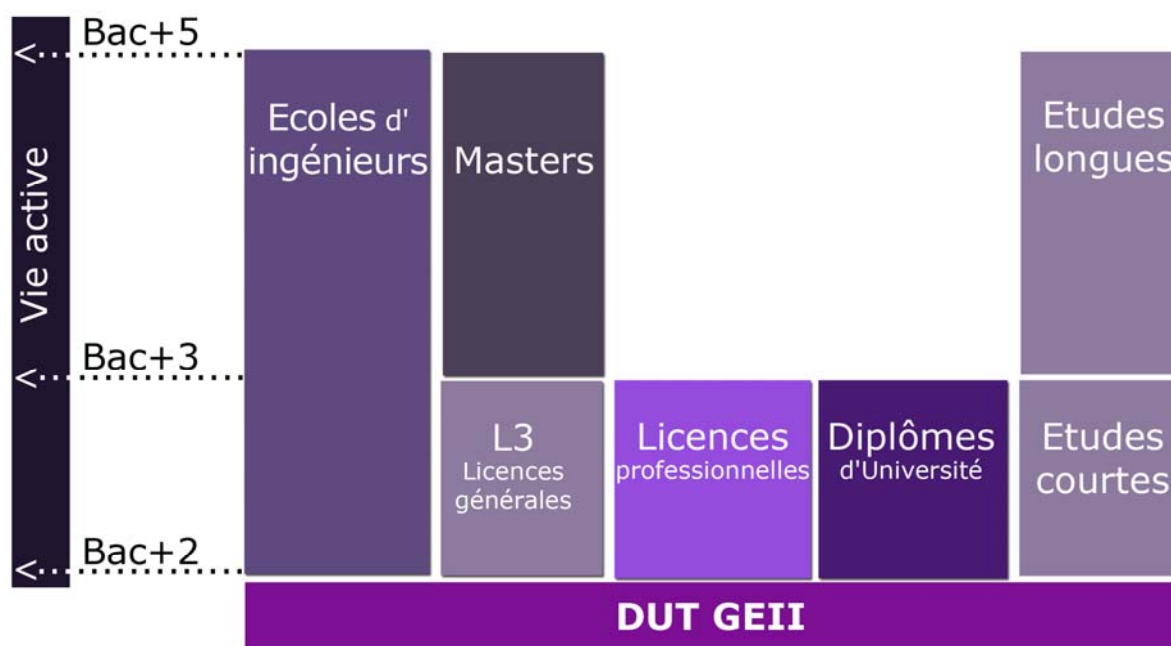 Bac+5
Vie active
Bac+3
Bac+2
Ecoles d'
ingénieurs
Masters
Etudes
longues
L3
Licences
générales
Licences
professionnelles
Diplômes
d'Université
Etudes
courtes
DUT GEII